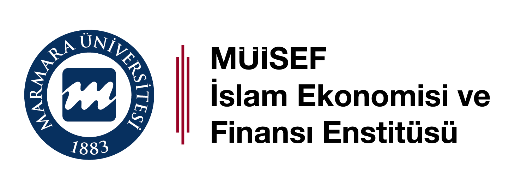 MARMARA ÜNİVERSİTESİ
m
1883
MÜİSEF
İslam Ekonomisi ve
Finansı Enstitüsü